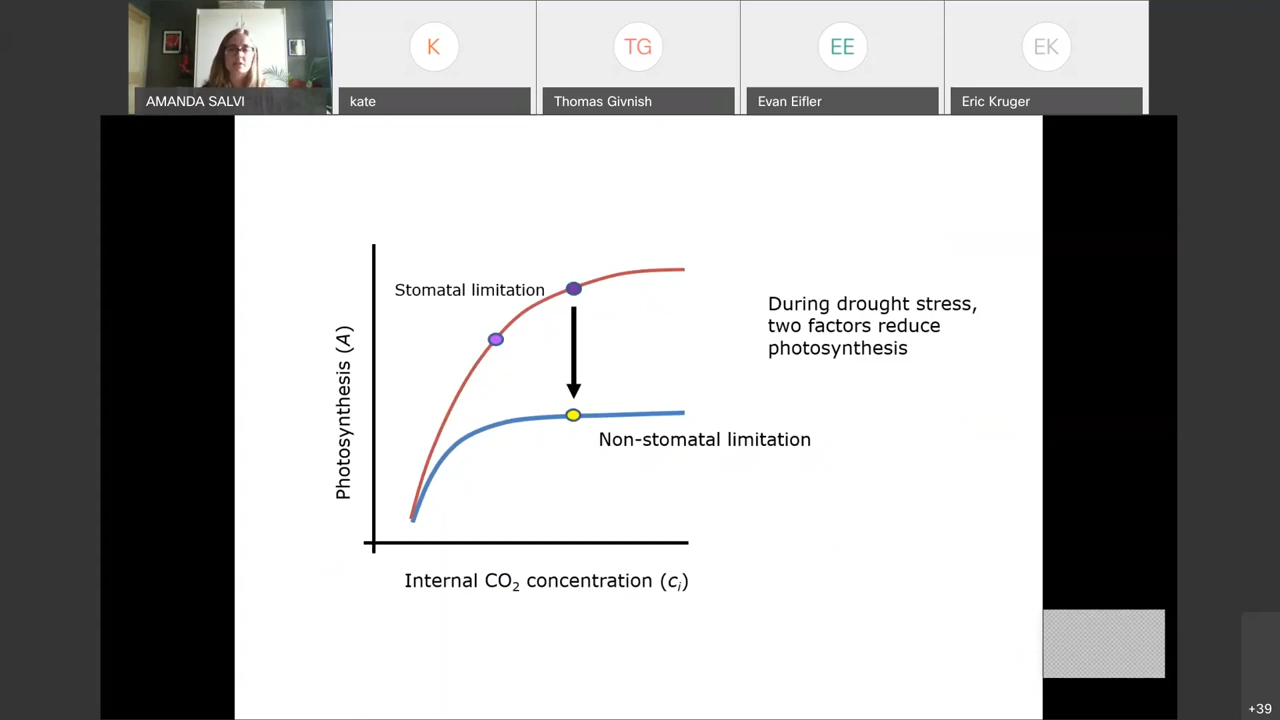 K
TG
EE
EK
AMANDA SALVI
kate
Thomas Givnish
Evan Eifler
Eric Kruger
Stomatal limitation
During drought stress,
two factors reduce
photosynthesis
Photosynthesis (A)
Non-stomatal limitation
Internal CO₂ concentration (cᵢ)
+39